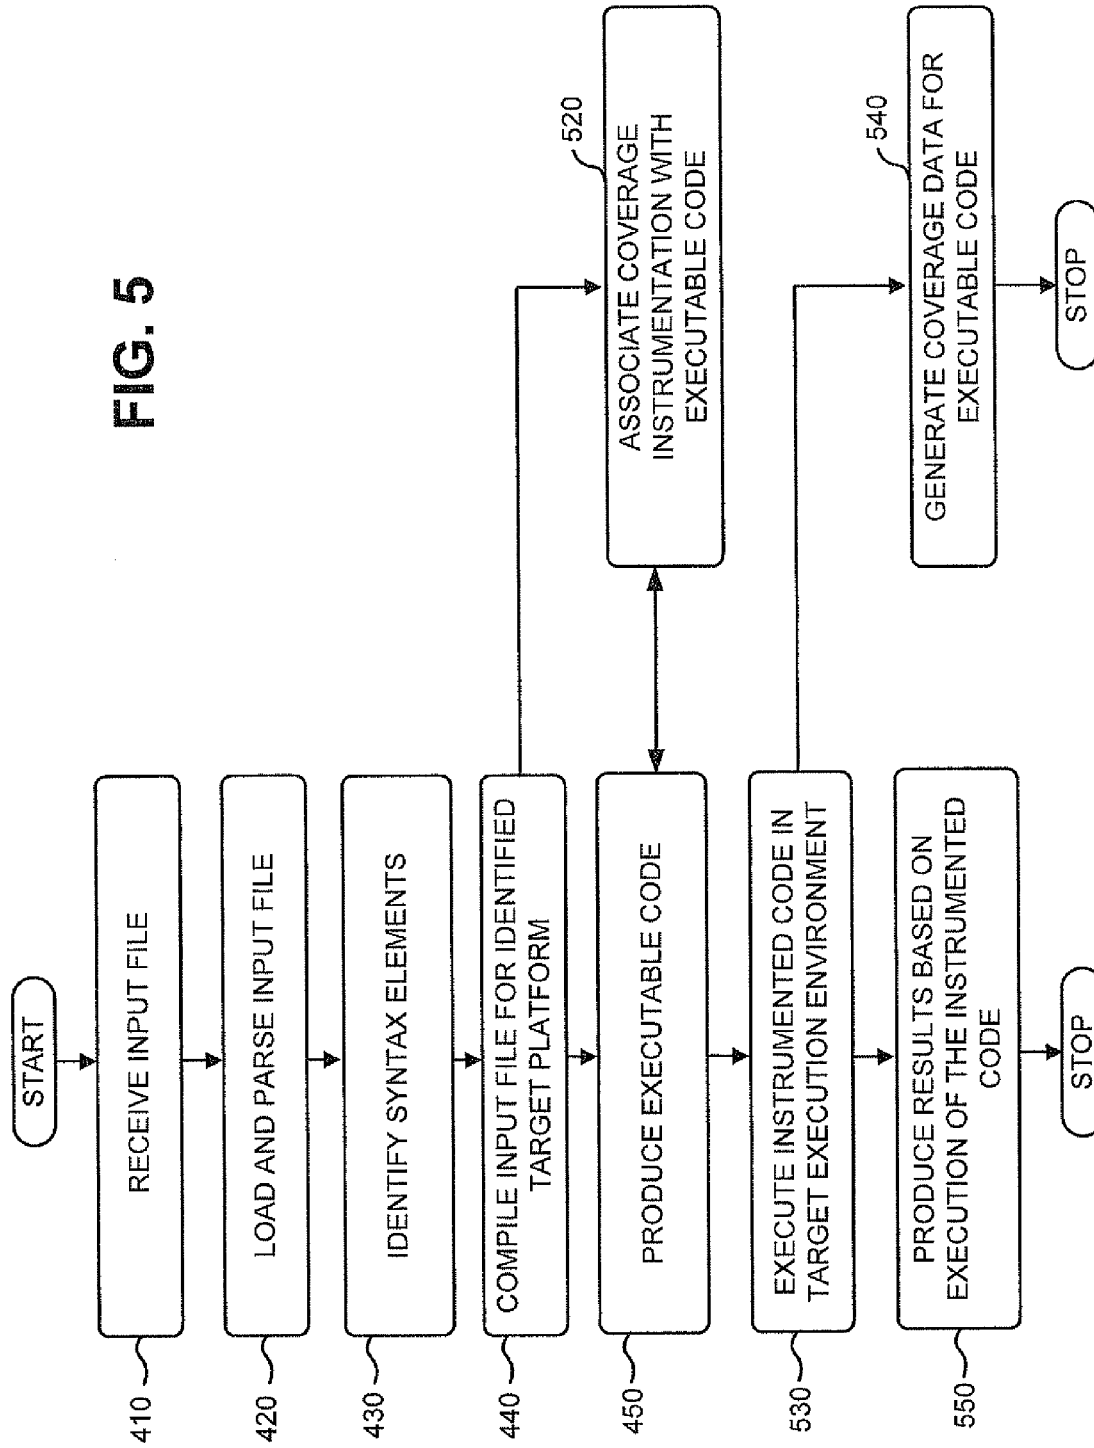 FIG. 5
START
410
RECEIVE INPUT FILE
420
LOAD AND PARSE INPUT FILE
430
IDENTIFY SYNTAX ELEMENTS
440
COMPILE INPUT FILE FOR IDENTIFIED
TARGET PLATFORM
450
PRODUCE EXECUTABLE CODE
520
ASSOCIATE COVERAGE
INSTRUMENTATION WITH
EXECUTABLE CODE
530
EXECUTE INSTRUMENTED CODE IN
TARGET EXECUTION ENVIRONMENT
540
GENERATE COVERAGE DATA FOR
EXECUTABLE CODE
550
PRODUCE RESULTS BASED ON
EXECUTION OF THE INSTRUMENTED
CODE
STOP
STOP